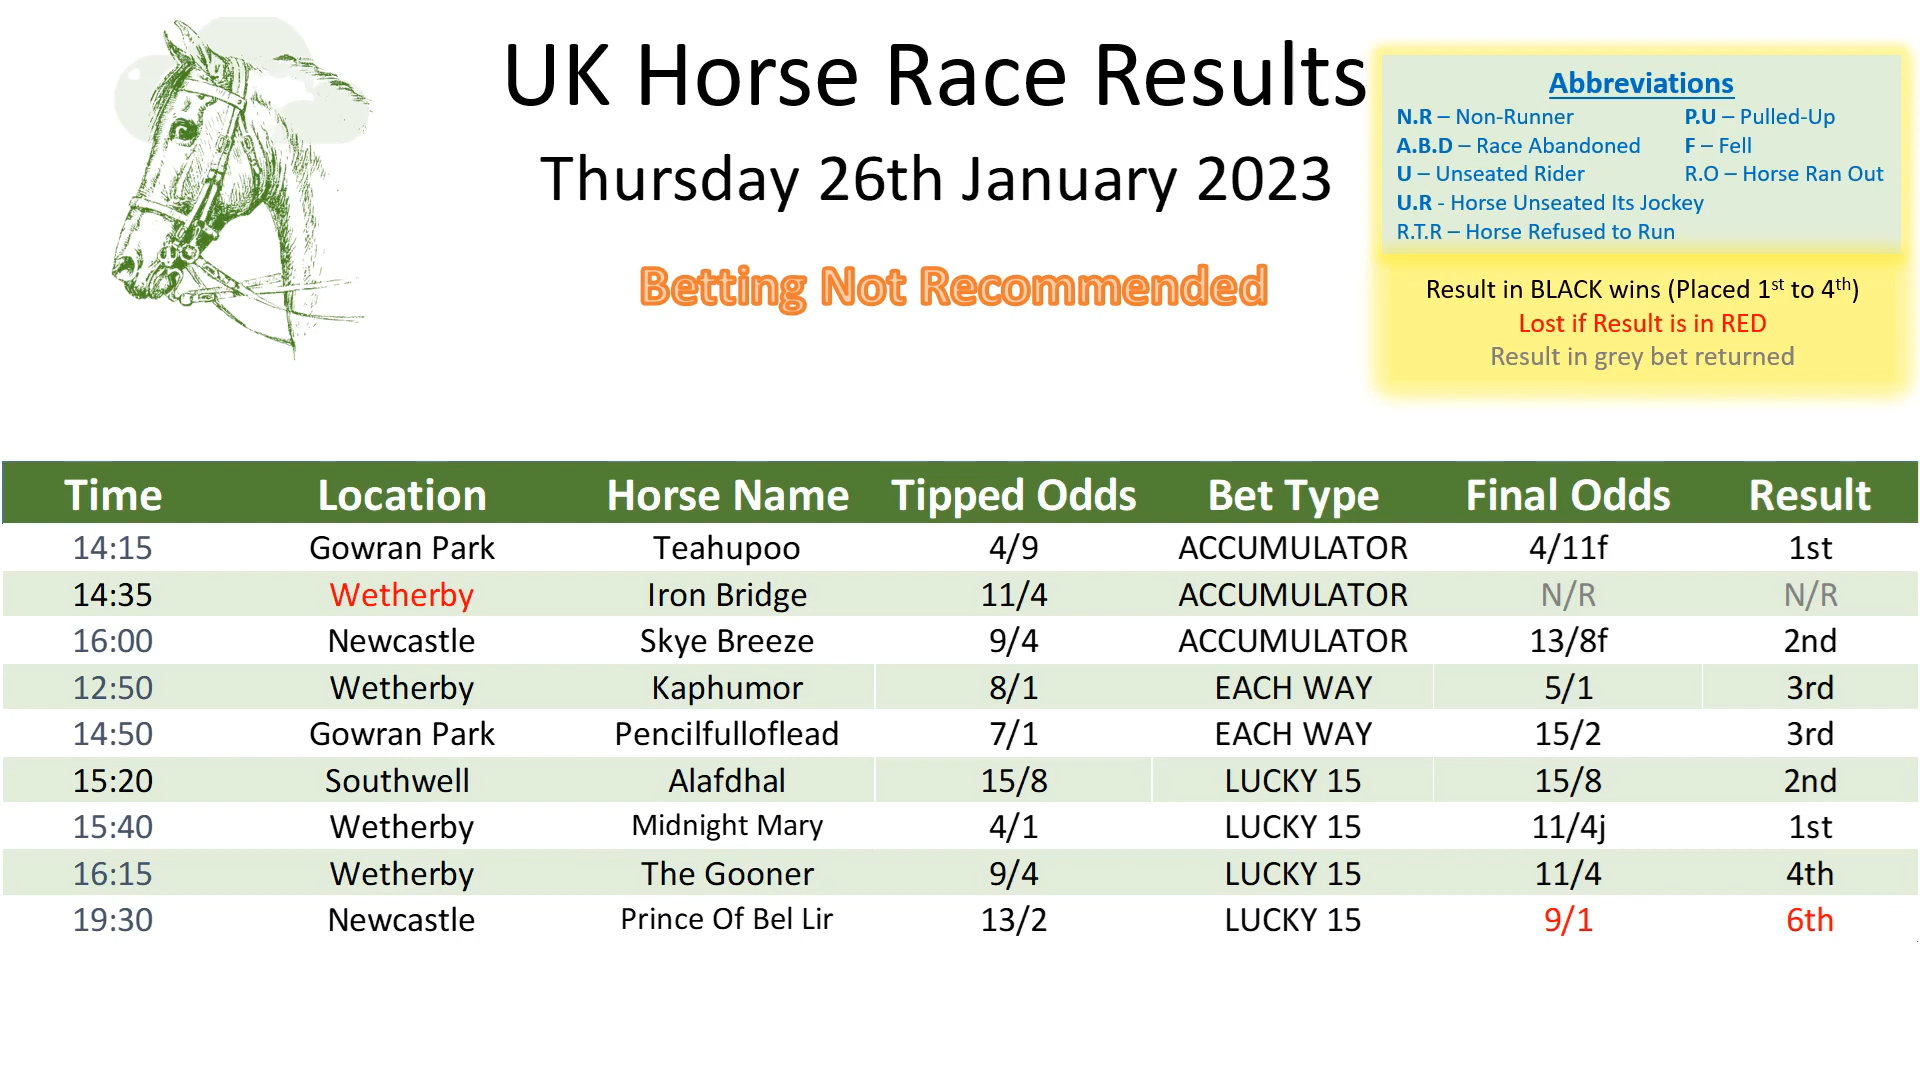 UK Horse Race Results
Thursday 26th January 2023
Betting Not Recommended
Abbreviations
N.R – Non-Runner P.U – Pulled-Up
A.B.D – Race Abandoned F – Fell
U – Unseated Rider R.O – Horse Ran Out
U.R - Horse Unseated Its Jockey
R.T.R – Horse Refused to Run
Result in BLACK wins (Placed 1st to 4th)
Lost if Result is in RED
Result in grey bet returned
Time Location Horse Name Tipped Odds Bet Type Final Odds Result
14:15 Gowran Park Teahupoo 4/9 ACCUMULATOR 4/11f 1st
14:35 Wetherby Iron Bridge 11/4 ACCUMULATOR N/R N/R
16:00 Newcastle Skye Breeze 9/4 ACCUMULATOR 13/8f 2nd
12:50 Wetherby Kaphumor 8/1 EACH WAY 5/1 3rd
14:50 Gowran Park Pencilfulloflead 7/1 EACH WAY 15/2 3rd
15:20 Southwell Alafdhal 15/8 LUCKY 15 15/8 2nd
15:40 Wetherby Midnight Mary 4/1 LUCKY 15 11/4j 1st
16:15 Wetherby The Gooner 9/4 LUCKY 15 11/4 4th
19:30 Newcastle Prince Of Bel Lir 13/2 LUCKY 15 9/1 6th